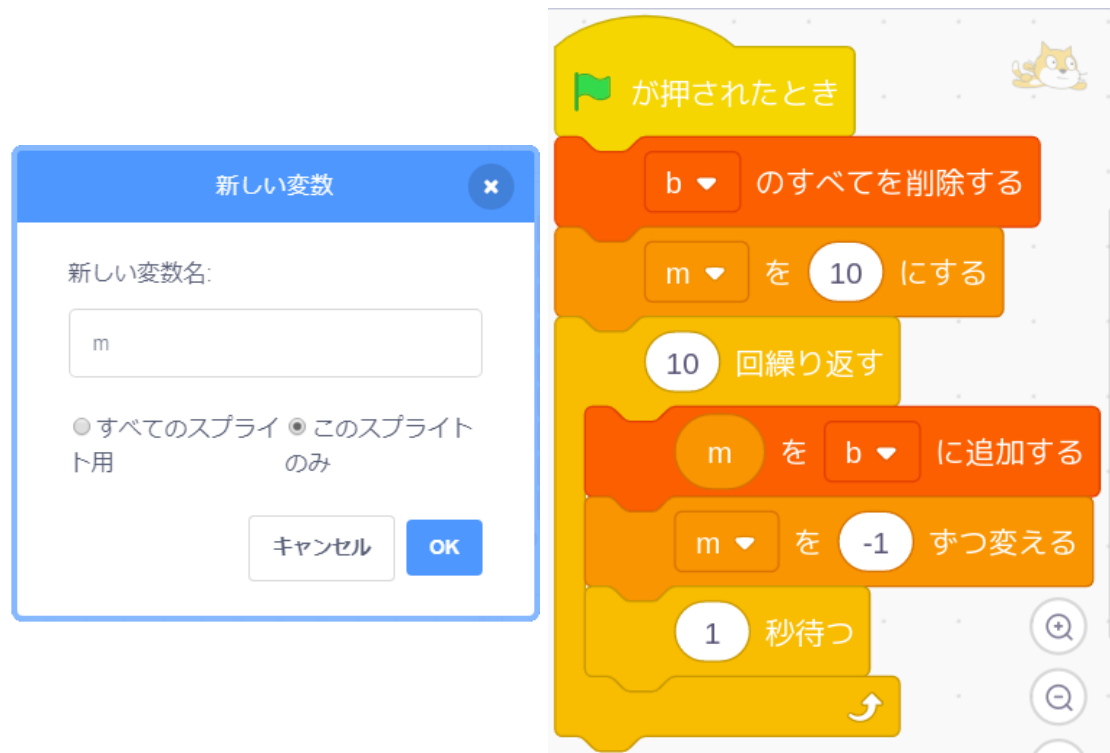 新しい変数
新しい変数名:
m
すべてのスプライ
ト用
このスプライト
のみ
キャンセル
OK
が押されたとき
b のすべてを削除する
m を 10 にする
10 回繰り返す
m を b に追加する
m を -1 ずつ変える
1 秒待つ